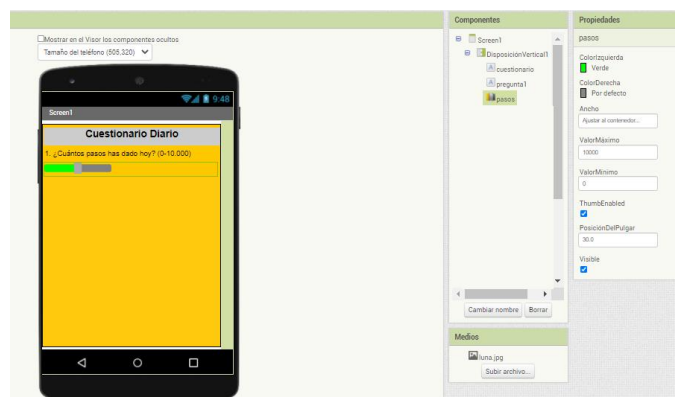 Mostrar en el Visor los componentes ocultos
Tamaño del teléfono (505,320)
9:48
Screen1
Cuestionario Diario
1. ¿Cuántos pasos has dado hoy? (0-10.000)
Componentes
Screen1
DisposiciónVertical1
cuestionario
pregunta1
pasos
Cambiar nombre
Borrar
Medios
luna.jpg
Subir archivo...
Propiedades
pasos
ColorIzquierda
Verde
ColorDerecha
Por defecto
Ancho
Ajustar al contenedor...
ValorMáximo
10000
ValorMínimo
0
ThumbEnabled
PosiciónDelPulgar
30.0
Visible